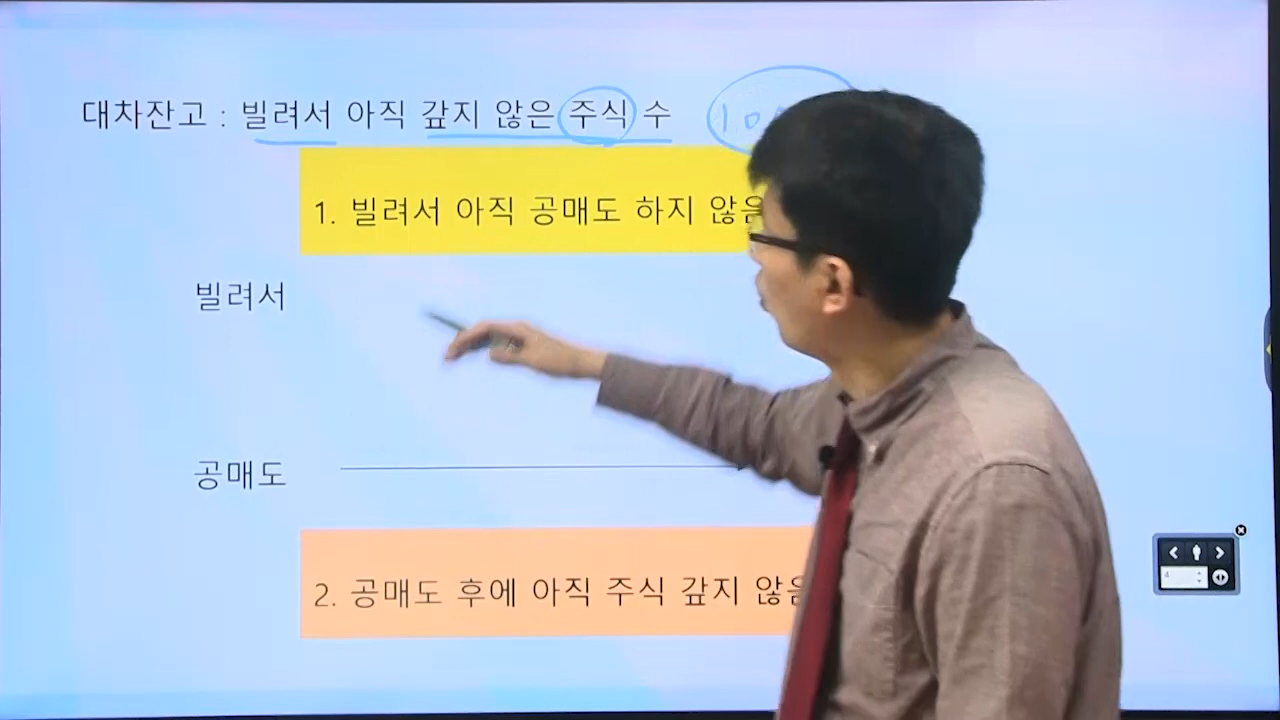 대차잔고 : 빌려서 아직 갚지 않은 주식 수
1. 빌려서 아직 공매도 하지 않은
빌려서
공매도
2. 공매도 후에 아직 주식 갚지 않은
4